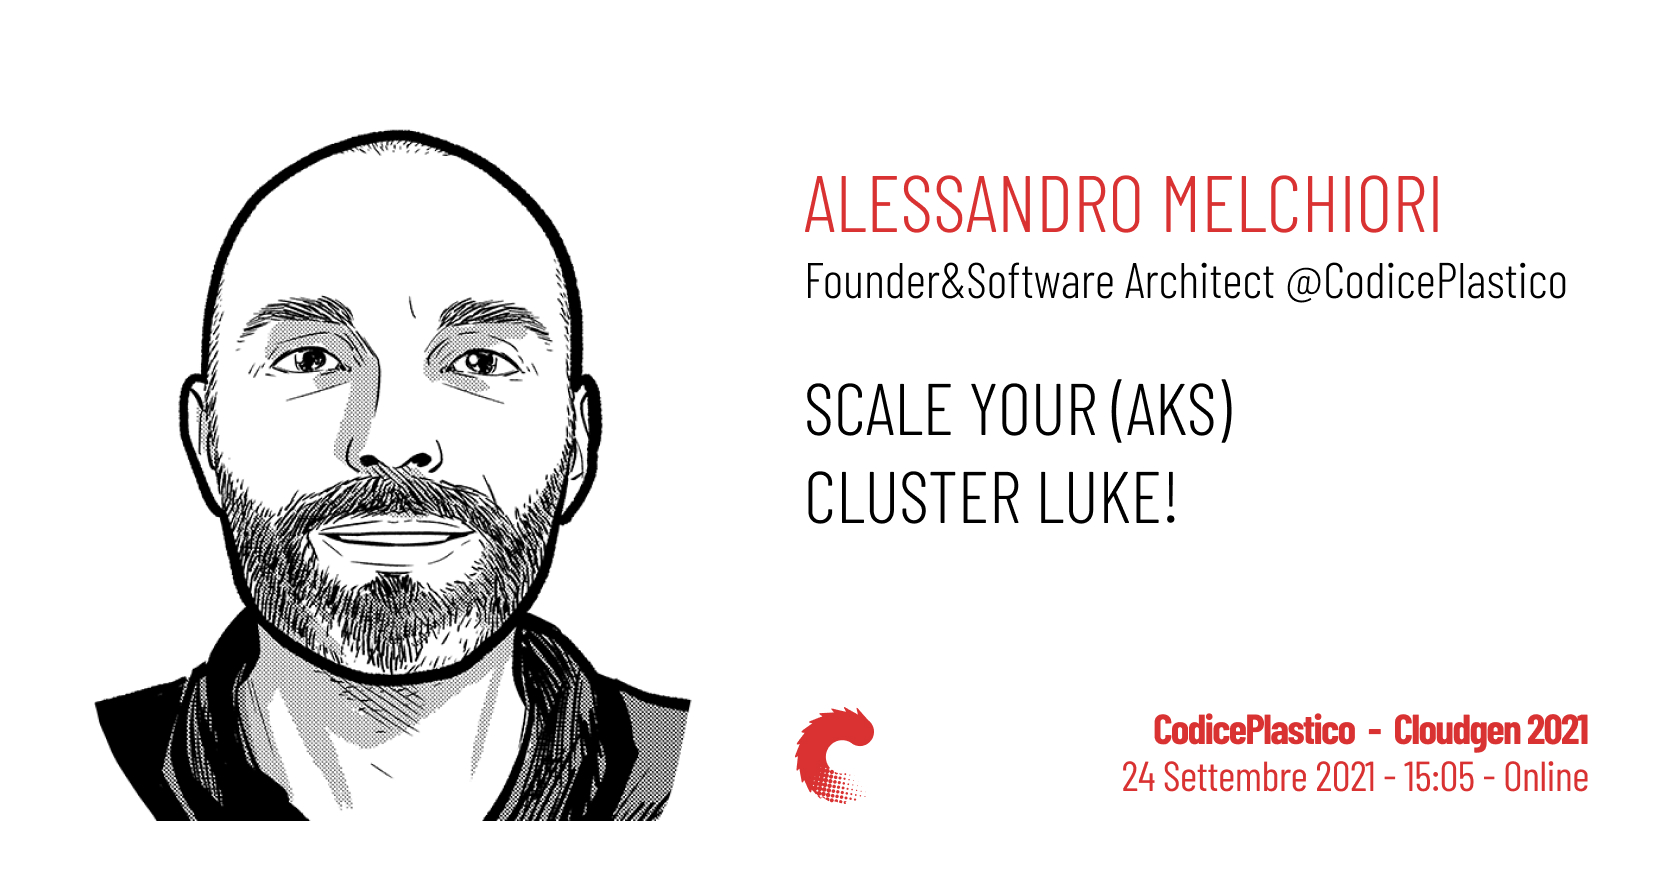 ALESSANDRO MELCHIORI
Founder&Software Architect @CodicePlastico
SCALE YOUR (AKS)
CLUSTER LUKE!
CodicePlastico - Cloudgen 2021
24 Settembre 2021 - 15:05 - Online